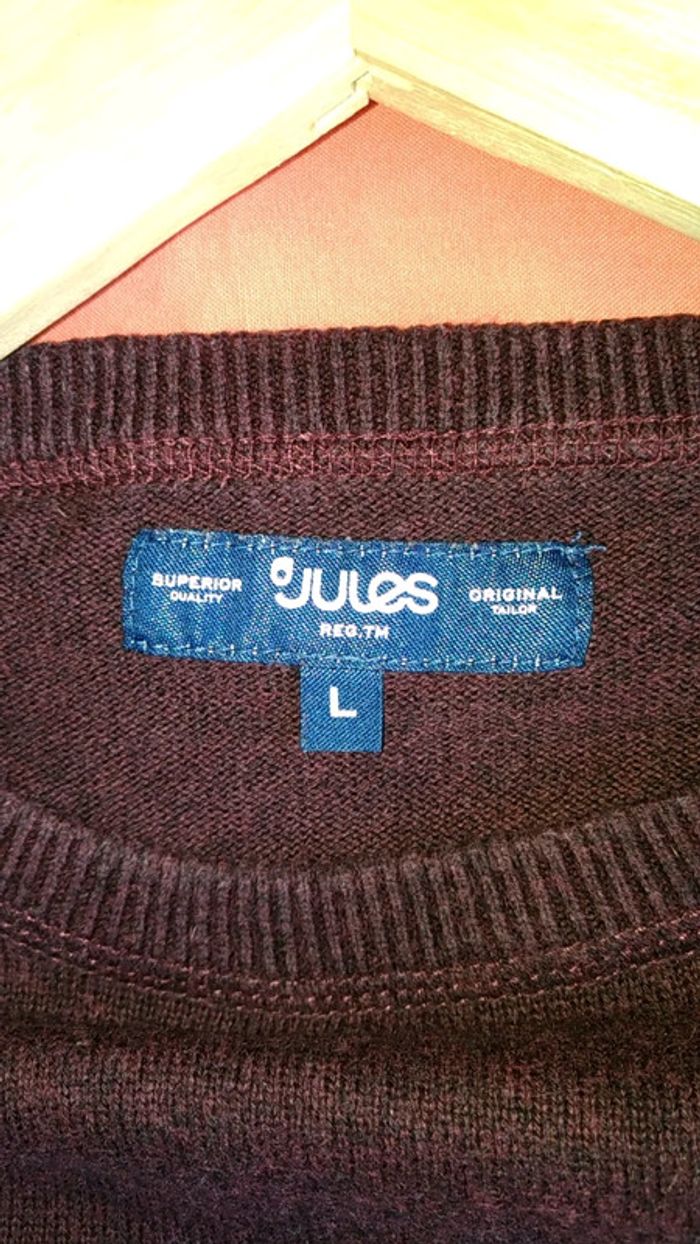 SUPERIOR
QUALITY
JULES
REG.TM
ORIGINAL
TAILOR
L